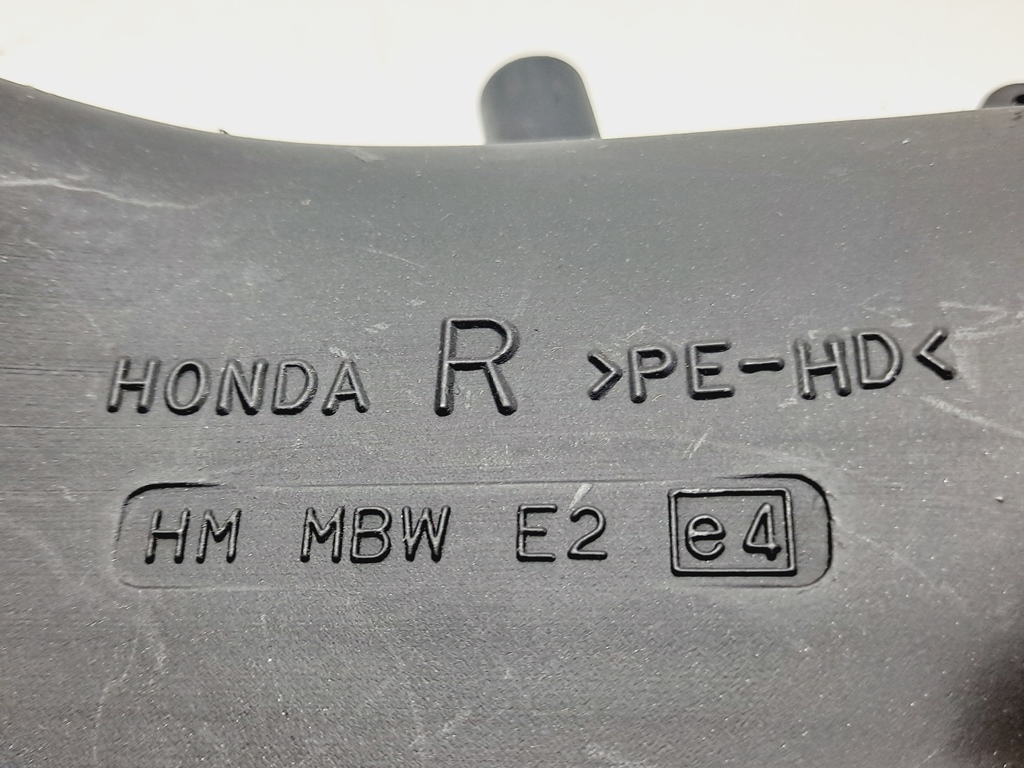 HONDA R >PE-HD<
HM MBW E2 e4